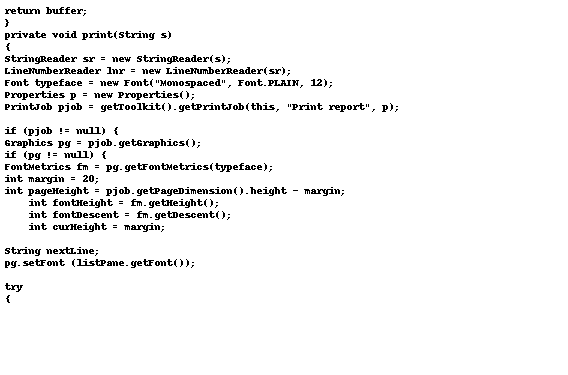 return buffer;
}
private void print(String s)
{
StringReader sr = new StringReader(s);
LineNumberReader lnr = new LineNumberReader(sr);
Font typeface = new Font("Monospaced", Font.PLAIN, 12);
Properties p = new Properties();
PrintJob pjob = getToolkit().getPrintJob(this, "Print report", p);

if (pjob != null) {
Graphics pg = pjob.getGraphics();
if (pg != null) {
FontMetrics fm = pg.getFontMetrics(typeface);
int margin = 20;
int pageHeight = pjob.getPageDimension().height - margin;
    int fontHeight = fm.getHeight();
    int fontDescent = fm.getDescent();
    int curHeight = margin;

String nextLine;
pg.setFont (listPane.getFont());

try
{